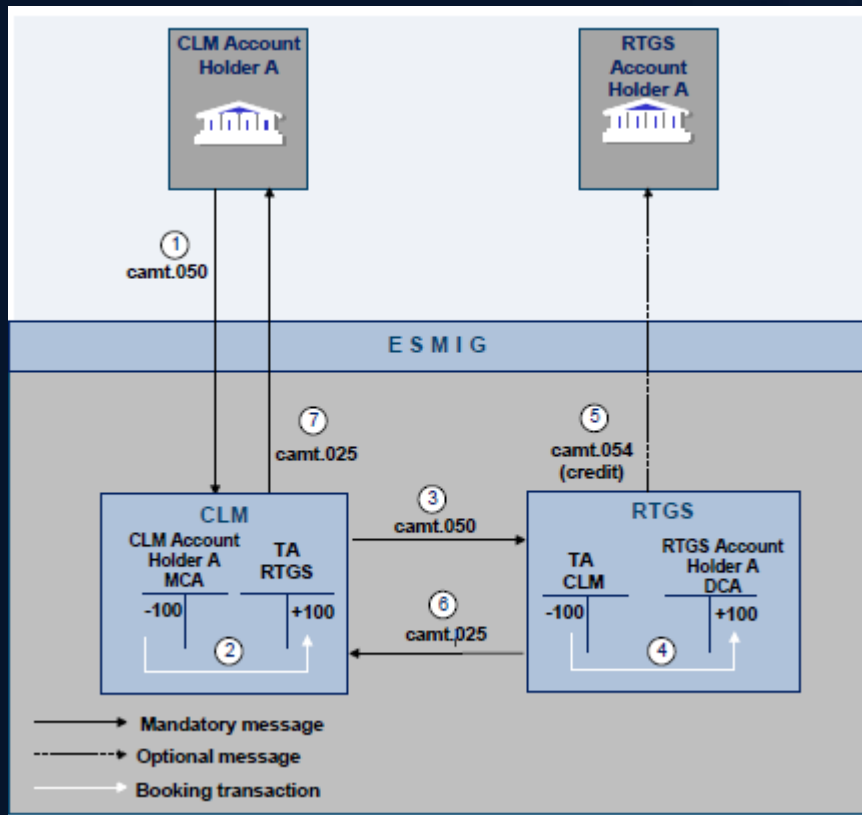 CLM Account
Holder A
RTGS
Account
Holder A
1
camt.050
E S M I G
7
camt.025
5
camt.054
(credit)
CLM
CLM Account
Holder A
MCA
TA
RTGS
-100
+100
2
3
camt.050
6
camt.025
RTGS
TA
CLM
RTGS Account
Holder A
DCA
-100
+100
4
Mandatory message
Optional message
Booking transaction